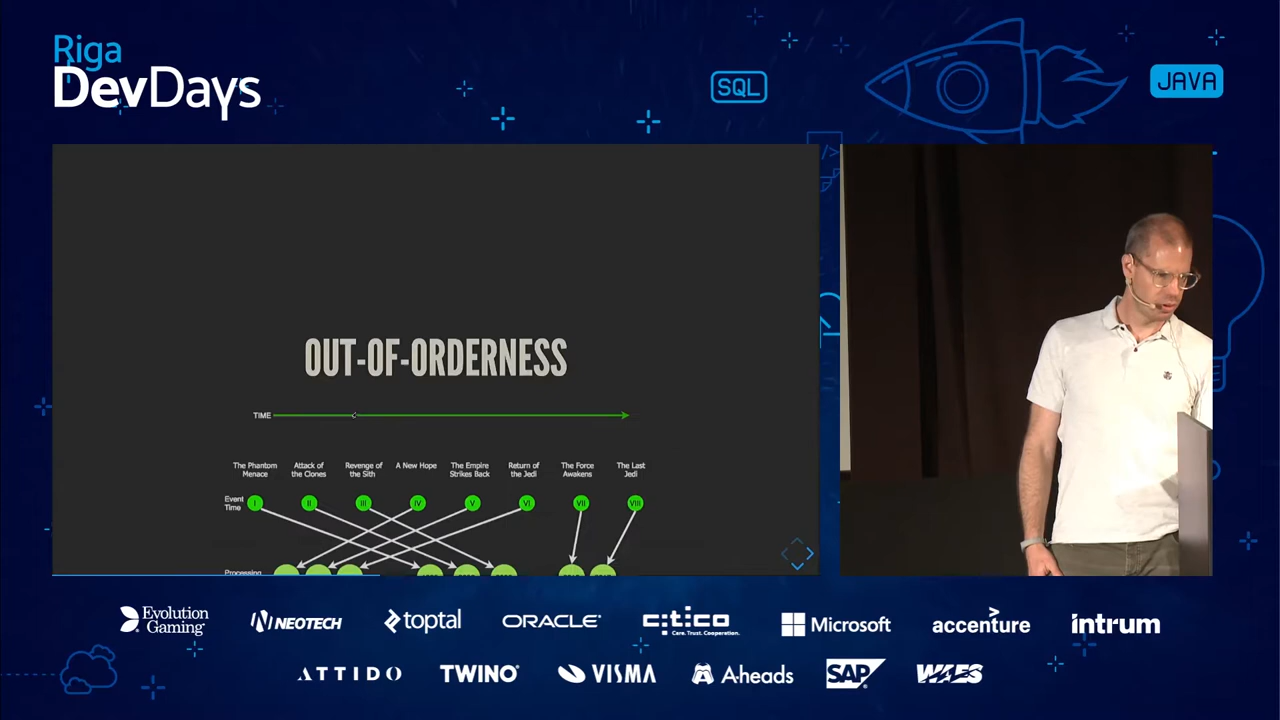 Riga
DevDays
SQL
JAVA
</>
OUT-OF-ORDERNESS
TIME
The Phantom Menace
Attack of the Clones
Revenge of the Sith
A New Hope
The Empire Strikes Back
Return of the Jedi
The Force Awakens
The Last Jedi
Event Time
I II III IV V VI VII VIII
Processing
Evolution Gaming
NEOTECH
toptal
ORACLE
citico
Care. Trust. Cooperation.
Microsoft
accenture
intrum
ATTIDO
TWINO
VISMA
A-heads
SAP
WAES